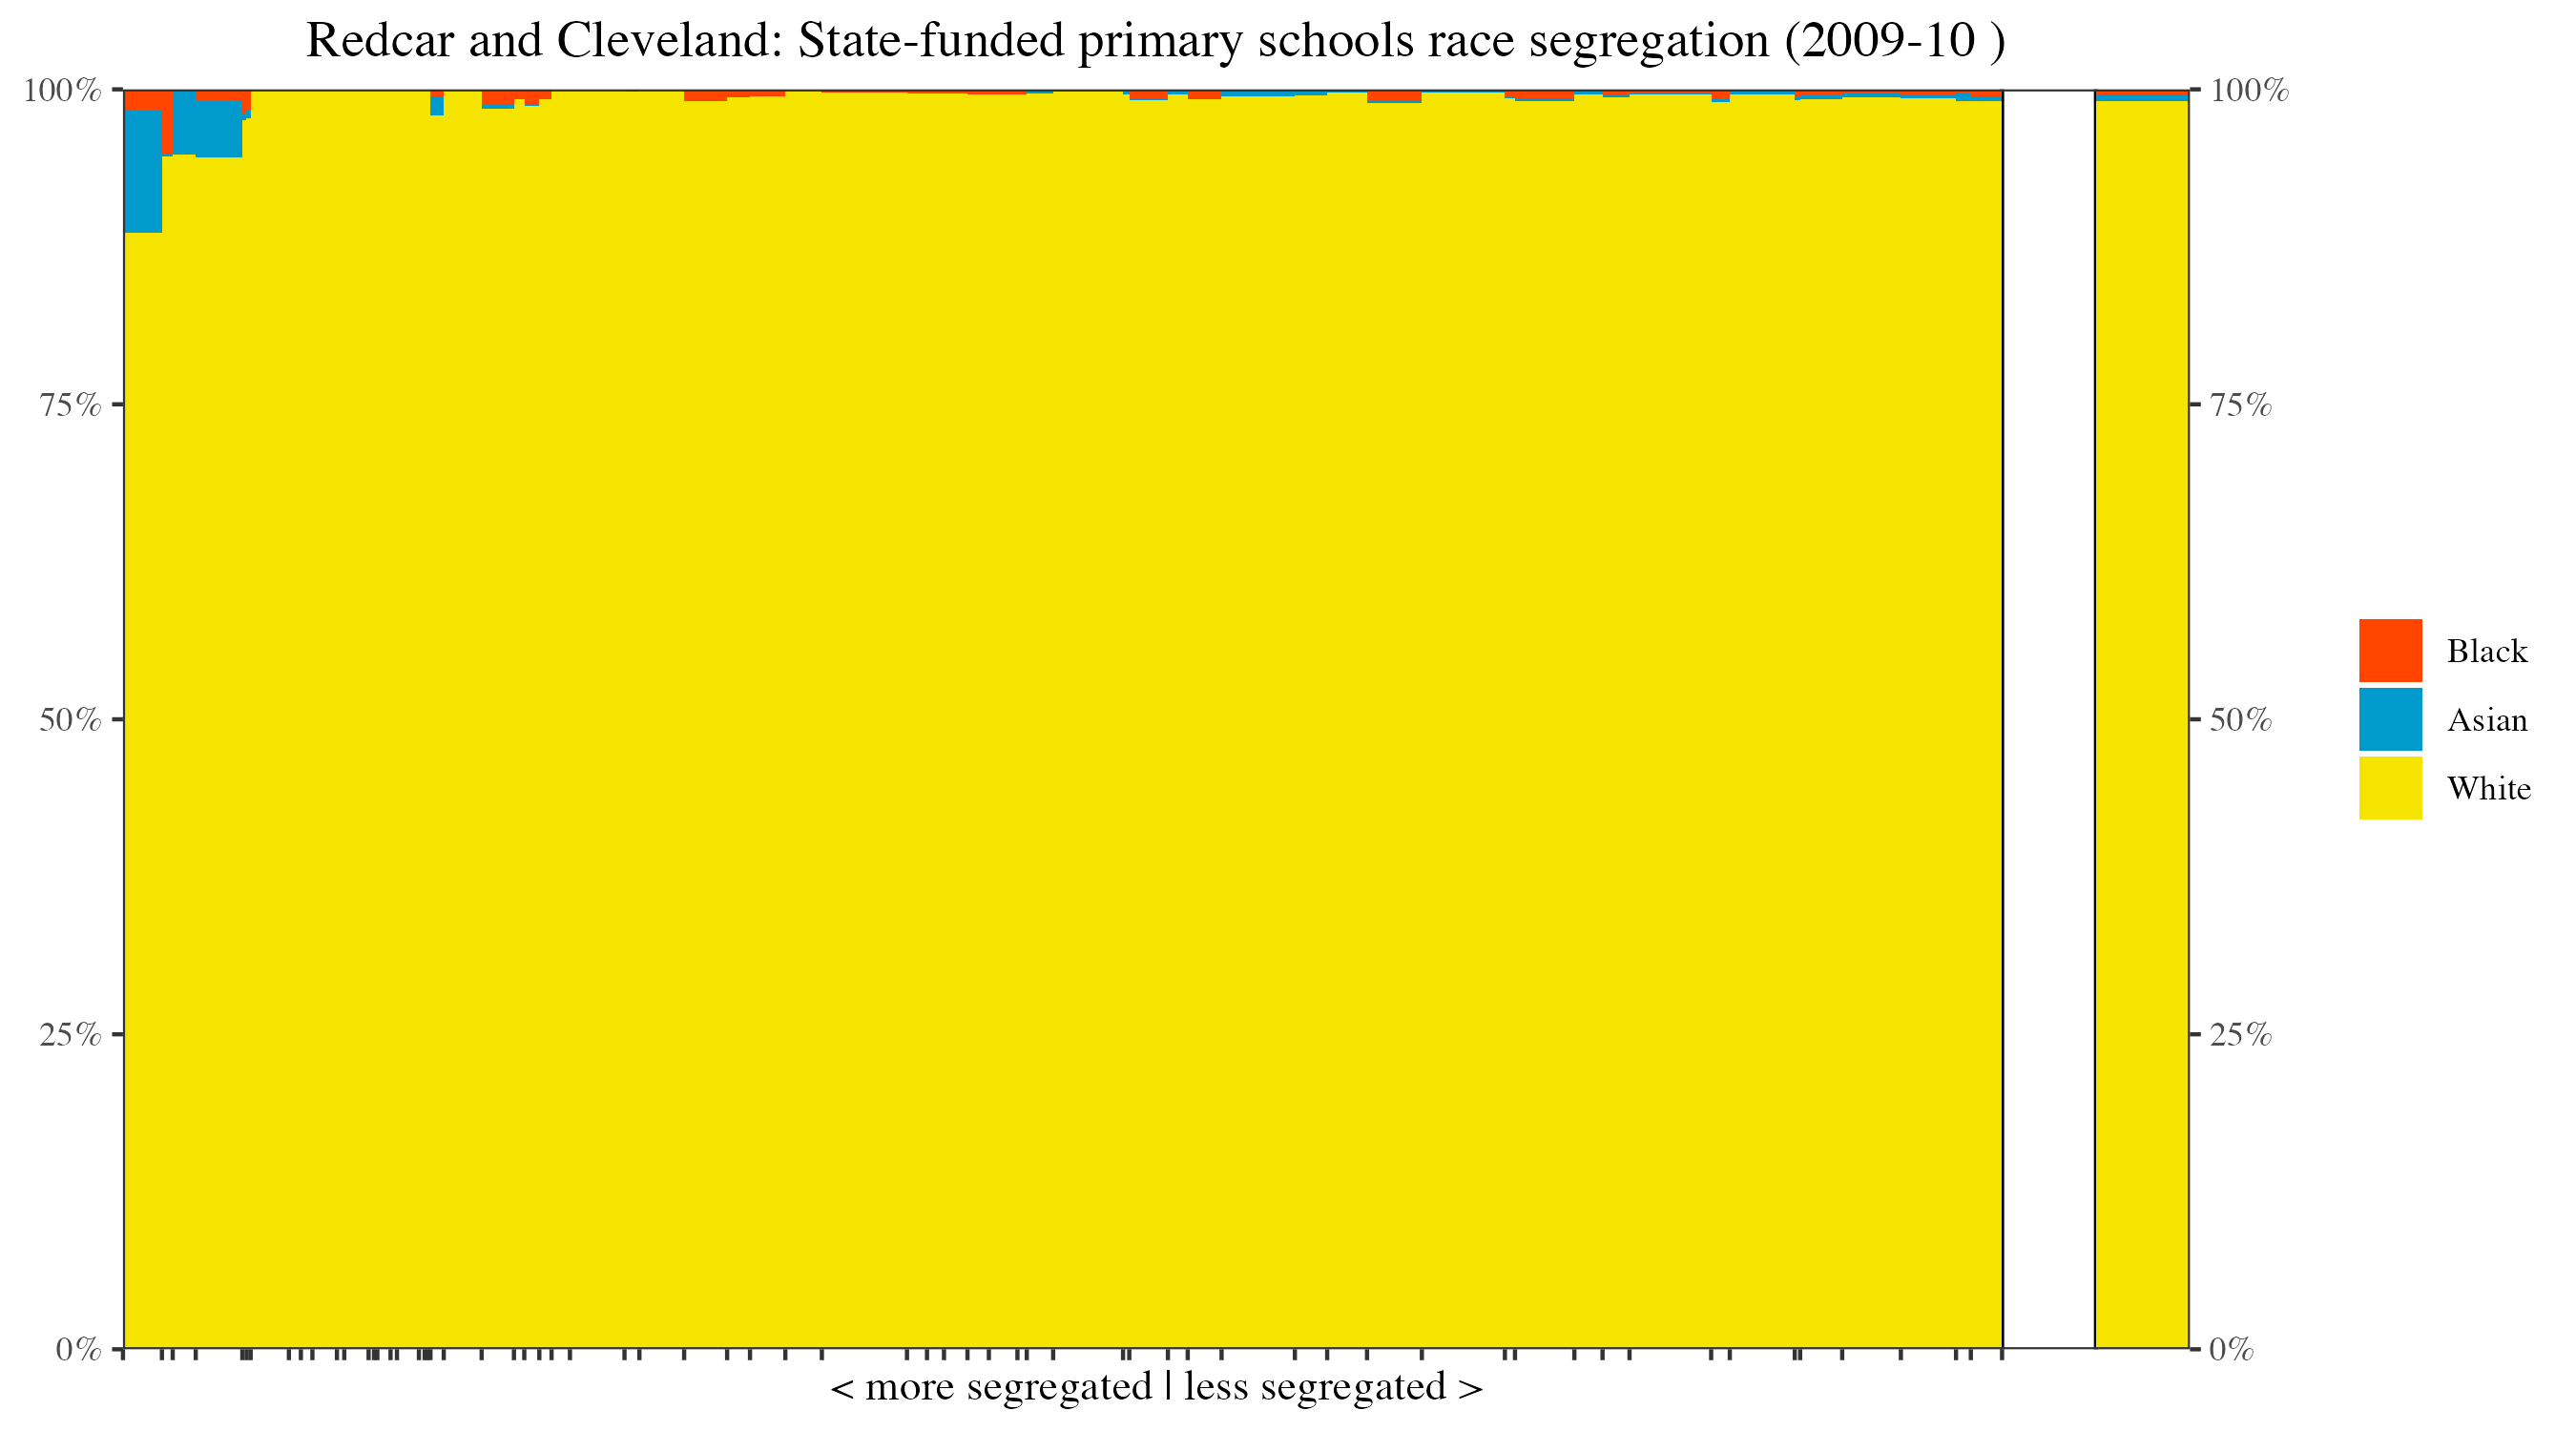 Redcar and Cleveland: State-funded primary schools race segregation (2009-10 )
100%
100%
75%
75%
Black
50%
50%
Asian
White
25%
25%
0%
0%
< more segregated | less segregated >